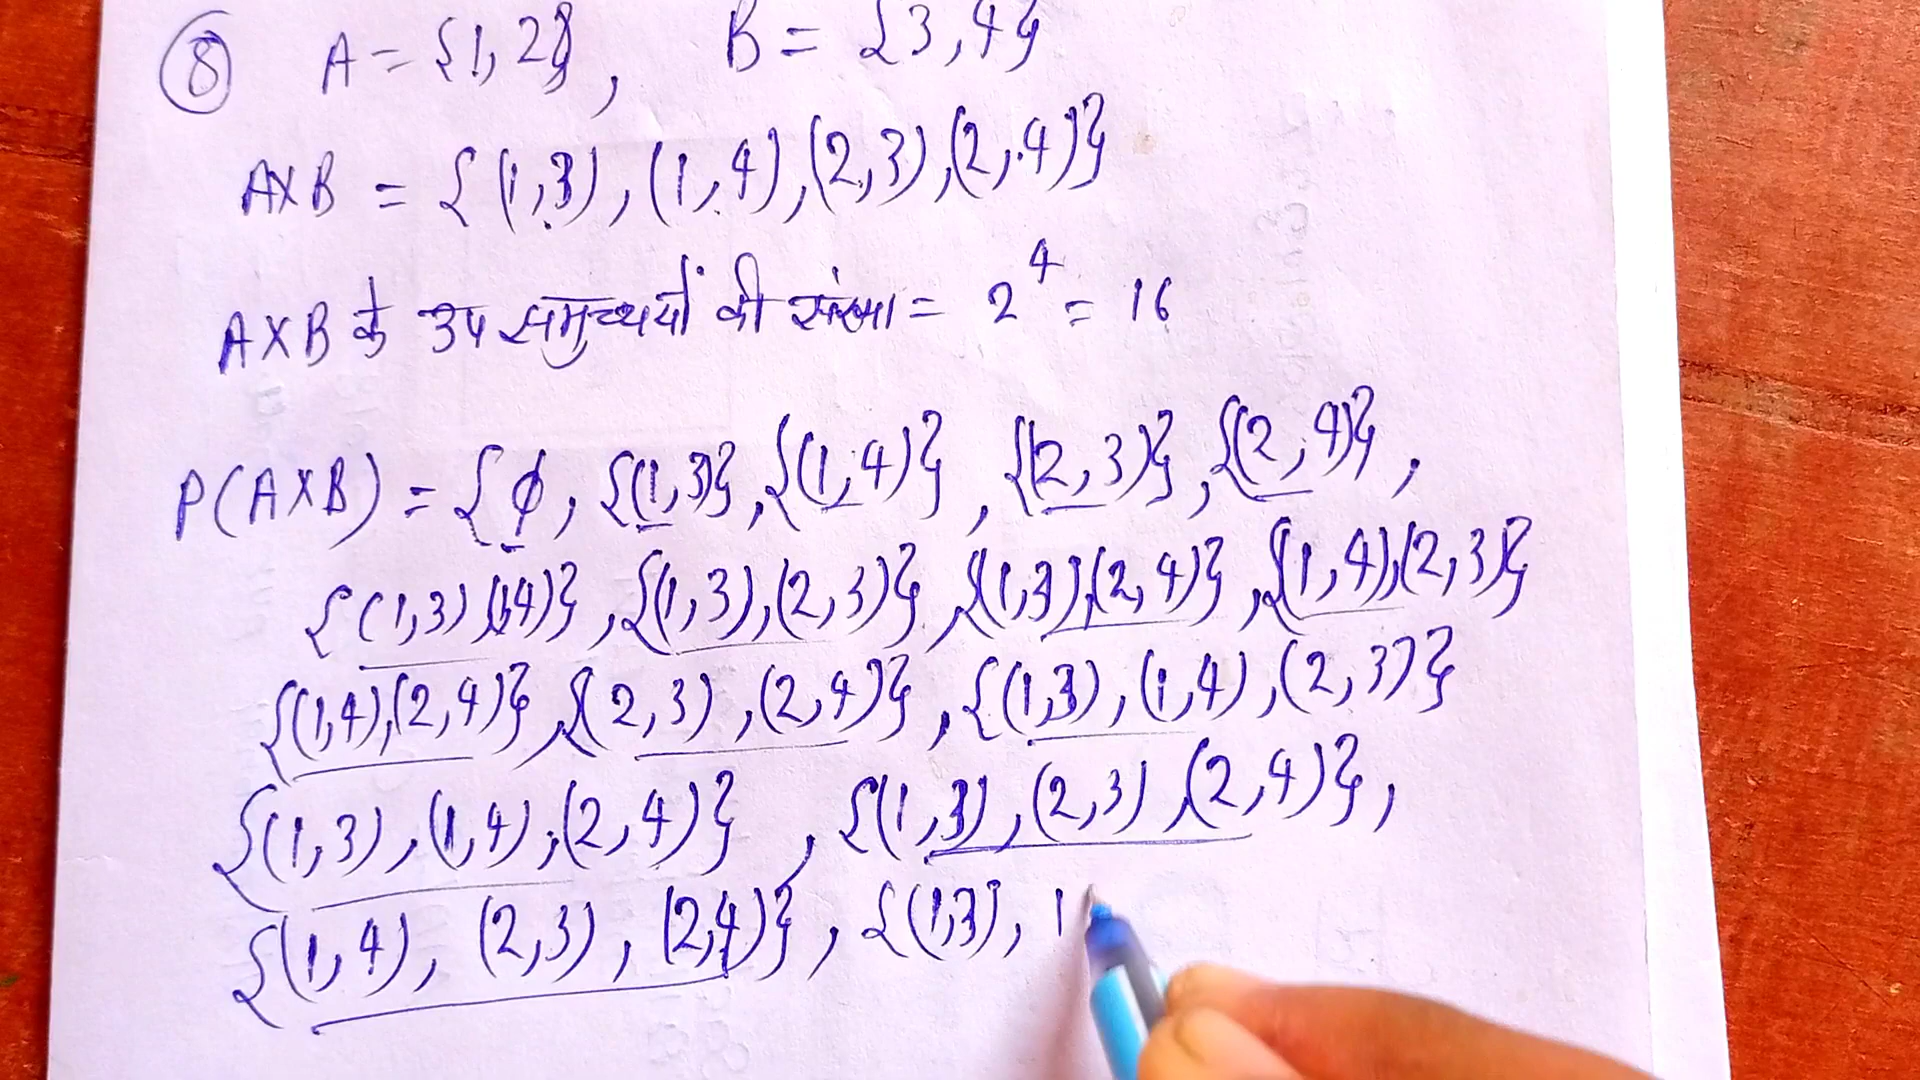 8 A = {1, 2}, B = {3, 4}
A×B = {(1,3), (1,4), (2,3), (2,4)}
A×B के उपसमुच्चयों की संख्या = 2⁴ = 16
P(A×B) = {ϕ, {(1,3)}, {(1,4)}, {(2,3)}, {(2,4)},
{(1,3)(1,4)}, {(1,3),(2,3)}, {(1,3),(2,4)}, {(1,4),(2,3)}
{(1,4),(2,4)}, {(2,3), (2,4)}, {(1,3), (1,4), (2,3)}
{(1,3), (1,4), (2,4)}, {(1,3), (2,3), (2,4)},
{(1,4), (2,3), (2,4)}, {(1,3), 1